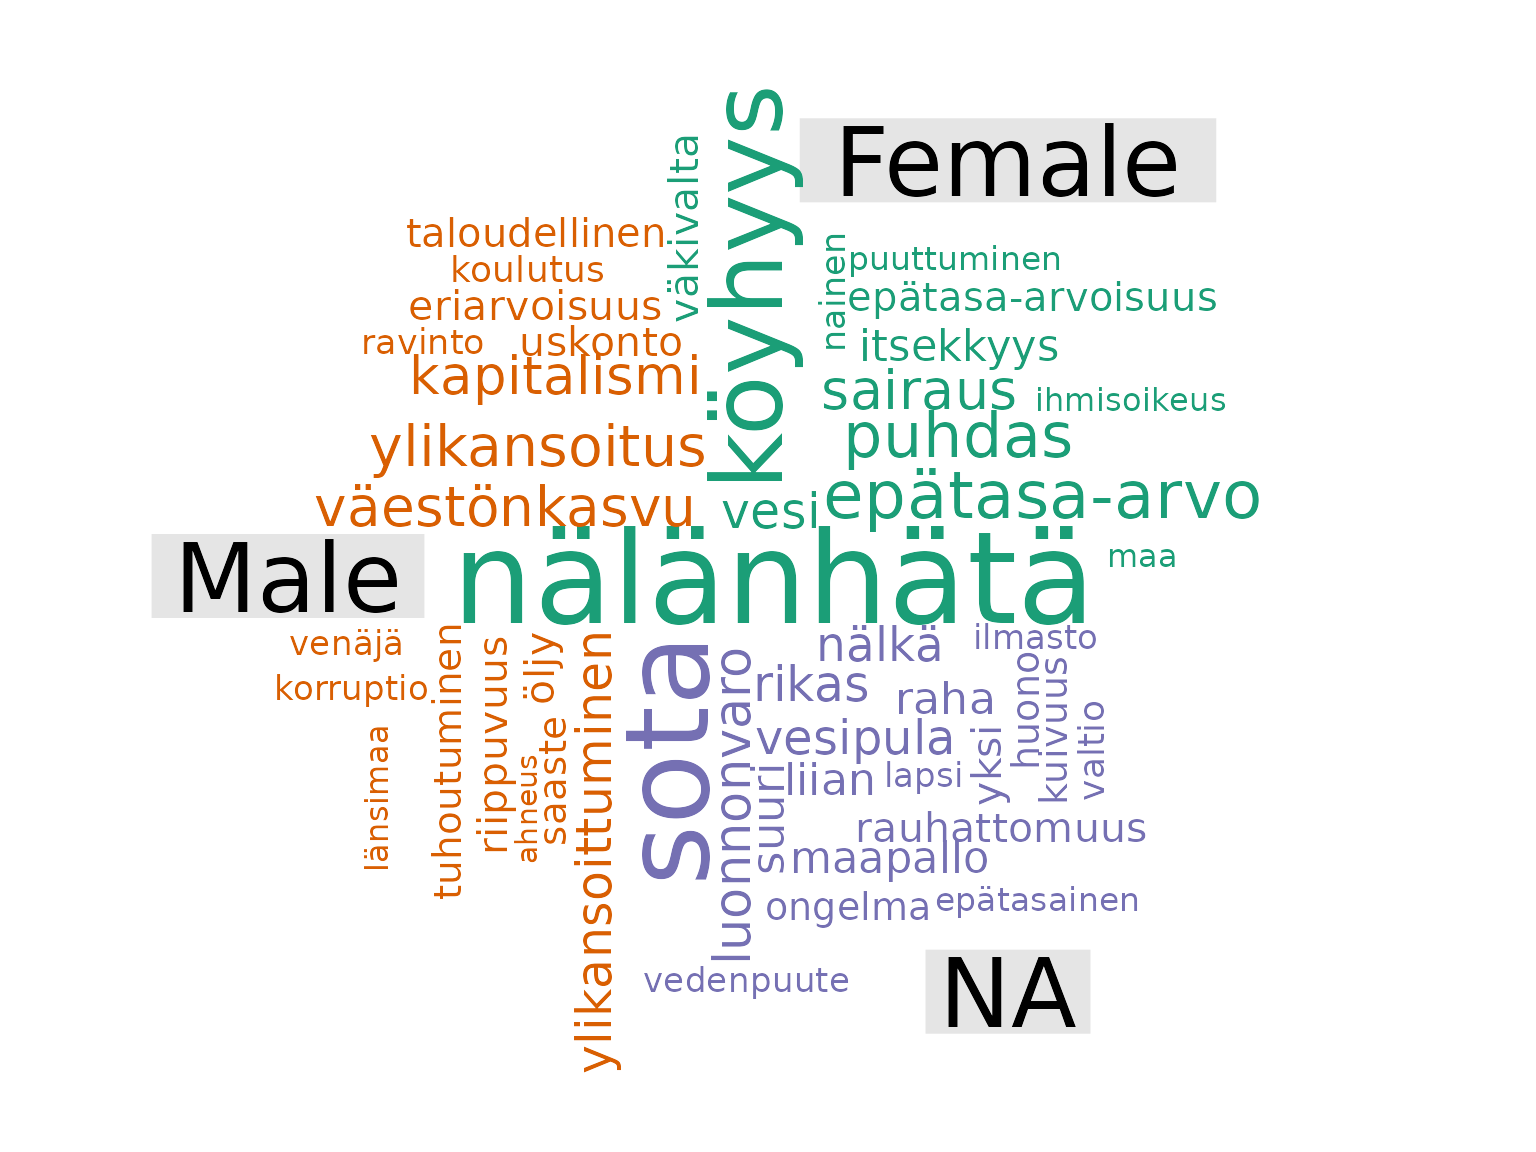 köyhyys
väkivalta
Female
taloudellinen
nainen
puuttuminen
koulutus
epätasa-arvoisuus
eriarvoisuus
ravinto
uskonto
itsekkyys
kapitalismi
sairaus
ihmisoikeus
puhdas
ylikansoitus
väestönkasvu
vesi
epätasa-arvo
Male
nälänhätä
maa
venäjä
korruptio
länsimaa
tuhoutuminen
riippuvuus
ahneus
öljy
saaste
ylikansoittuminen
sota
luonnonvaro
nälkä
ilmasto
rikas
raha
huono
kuivuus
valtio
vesipula
yksi
suuri
liian
lapsi
rauhattomuus
maapallo
ongelma
epätasainen
vedenpuute
NA